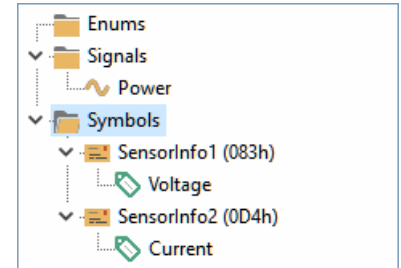 Enums
Signals
Power
Symbols
SensorInfo1 (083h)
Voltage
SensorInfo2 (0D4h)
Current